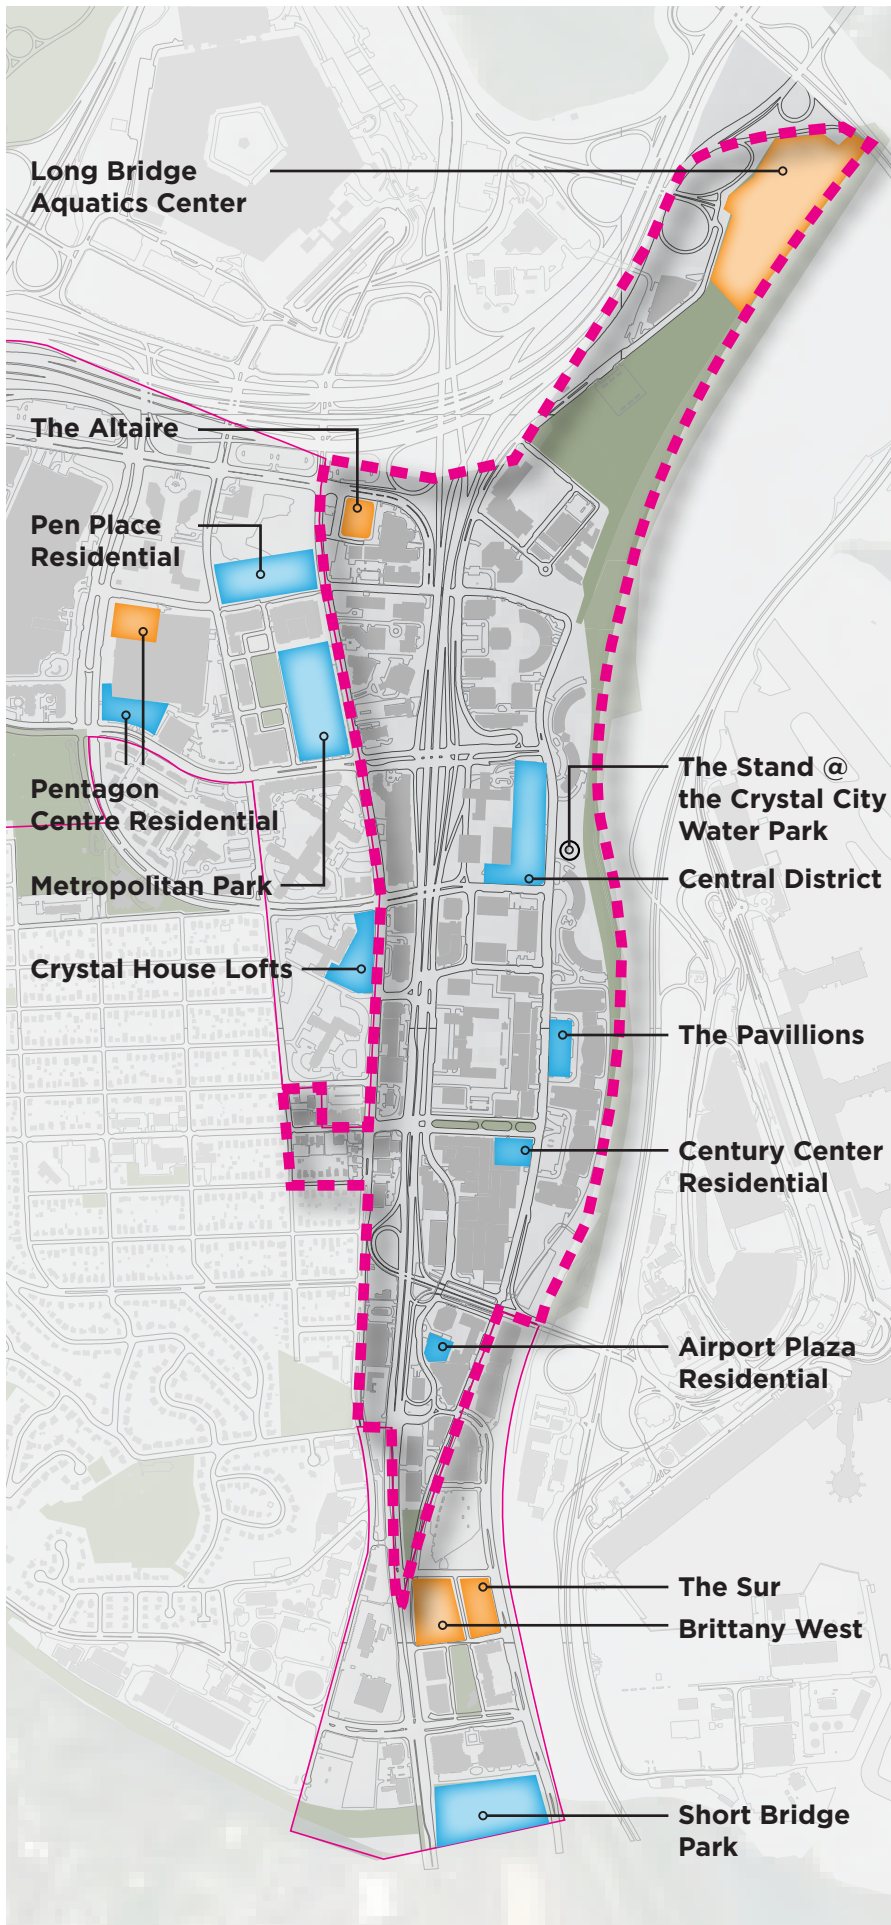 Long Bridge
Aquatics Center
The Altaire
Pen Place
Residential
Pentagon
Centre Residential
Metropolitan Park
Crystal House Lofts
The Stand @
the Crystal City
Water Park
Central District
The Pavillions
Century Center
Residential
Airport Plaza
Residential
The Sur
Brittany West
Short Bridge
Park